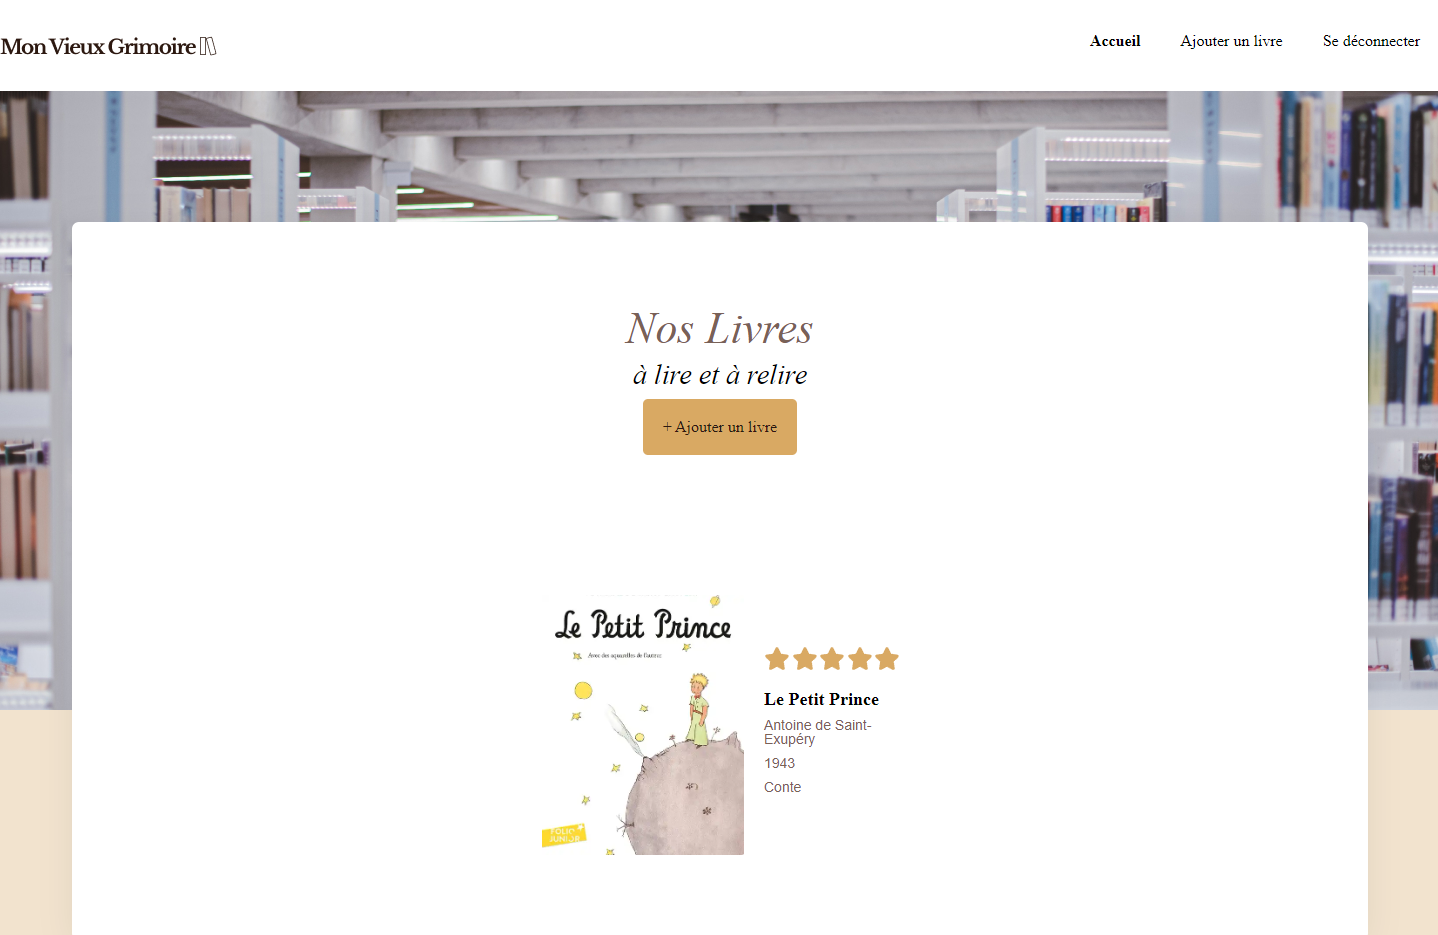 Mon Vieux Grimoire
Accueil
Ajouter un livre
Se déconnecter
Nos Livres
à lire et à relire
+ Ajouter un livre
Le Petit Prince
Avec des aquarelles de l'auteur
FOLIO
JUNIOR
Le Petit Prince
Antoine de Saint-
Exupéry
1943
Conte